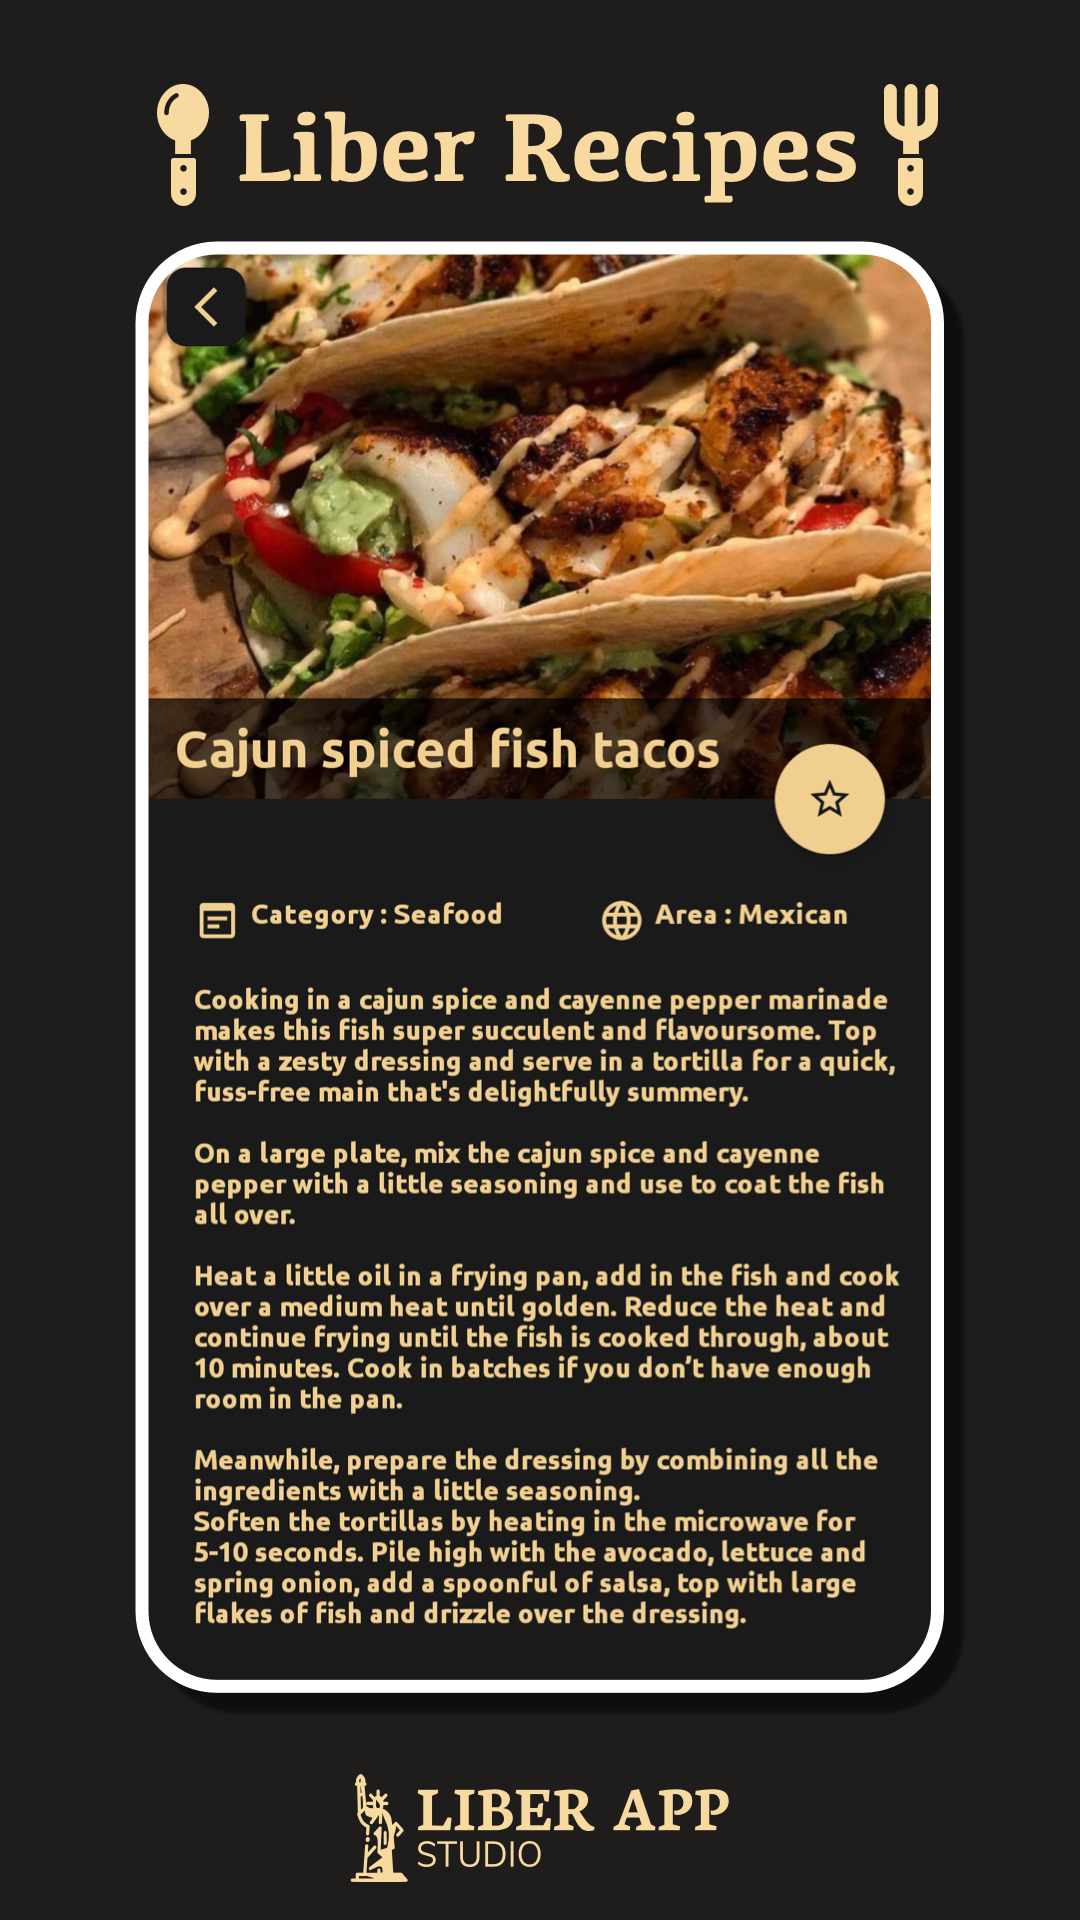 Liber Recipes
Cajun spiced fish tacos
Category : Seafood
Area : Mexican
Cooking in a cajun spice and cayenne pepper marinade
makes this fish super succulent and flavoursome. Top
with a zesty dressing and serve in a tortilla for a quick,
fuss-free main that's delightfully summery.
On a large plate, mix the cajun spice and cayenne
pepper with a little seasoning and use to coat the fish
all over.
Heat a little oil in a frying pan, add in the fish and cook
over a medium heat until golden. Reduce the heat and
continue frying until the fish is cooked through, about
10 minutes. Cook in batches if you don’t have enough
room in the pan.
Meanwhile, prepare the dressing by combining all the
ingredients with a little seasoning.
Soften the tortillas by heating in the microwave for
5-10 seconds. Pile high with the avocado, lettuce and
spring onion, add a spoonful of salsa, top with large
flakes of fish and drizzle over the dressing.
LIBER APP
STUDIO